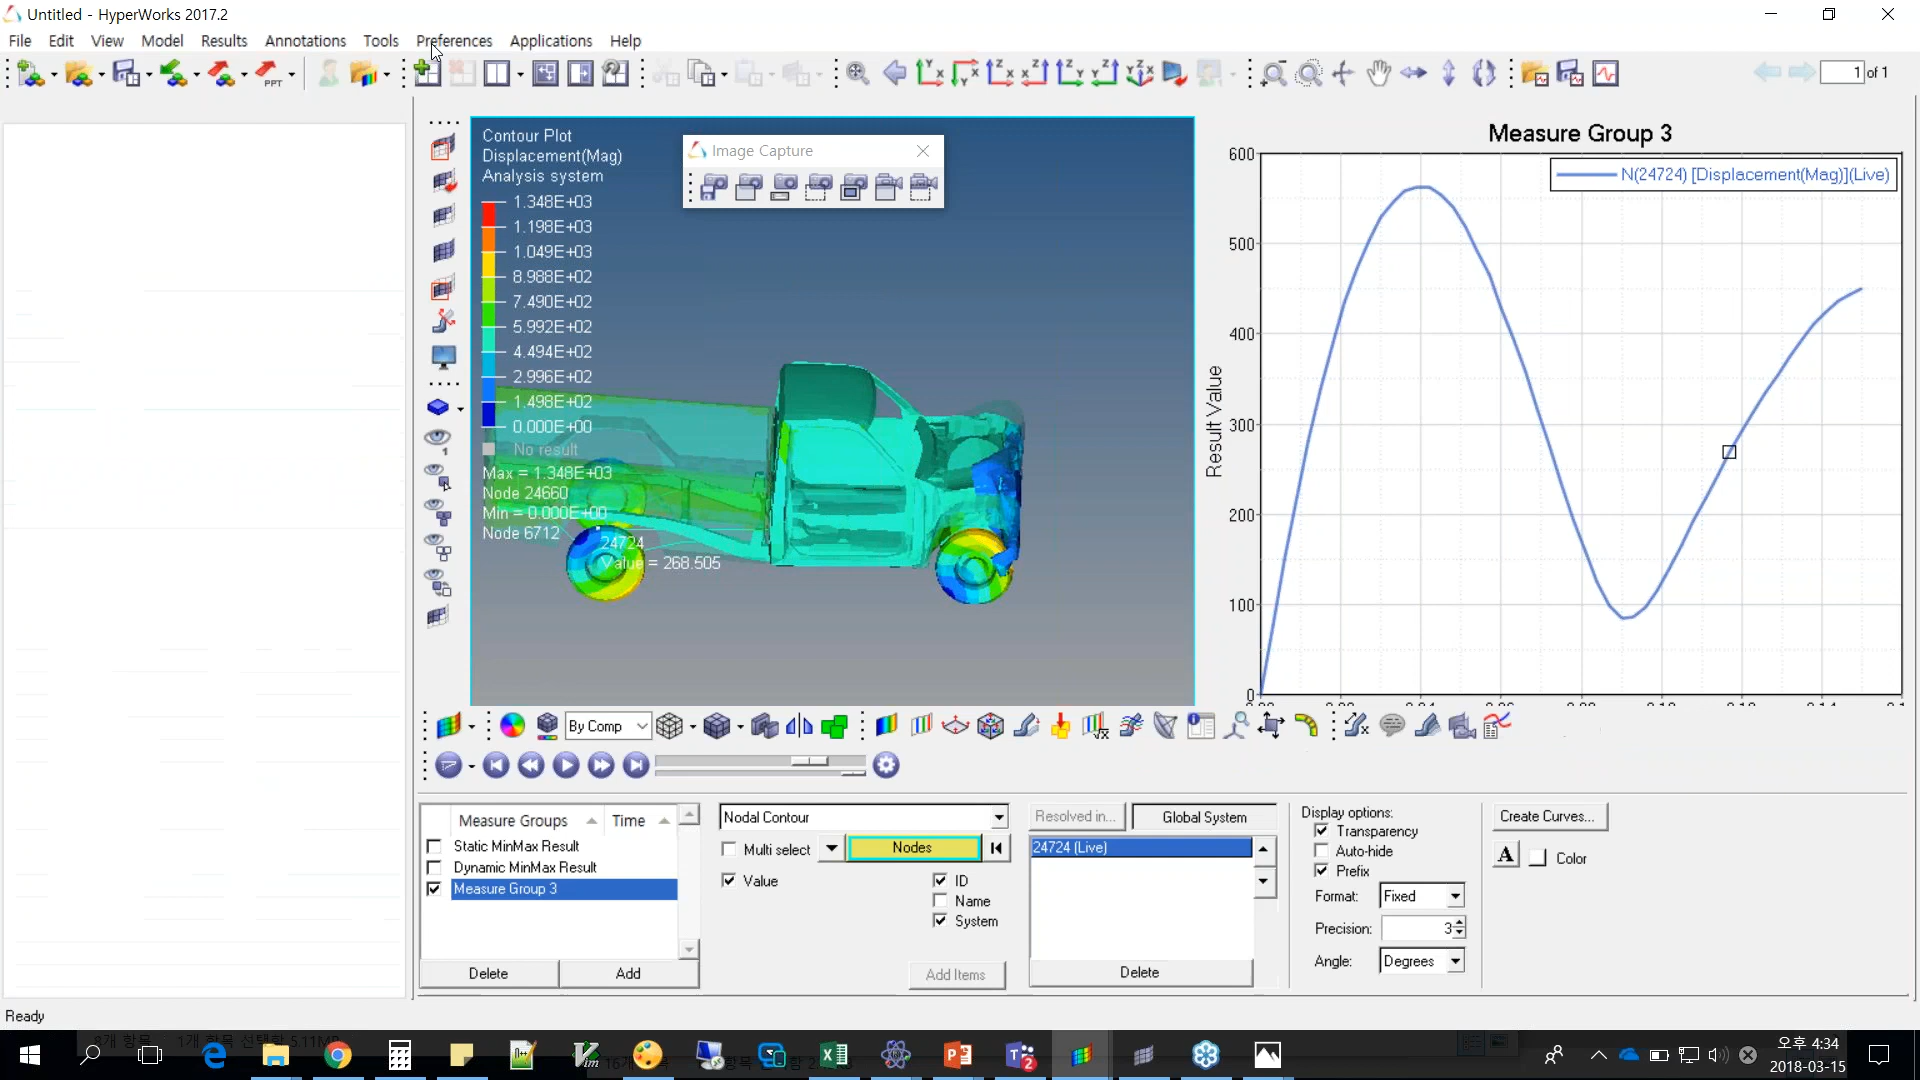 Untitled - HyperWorks 2017.2
File Edit View Model Results Annotations Tools Preferences Applications Help
PPT
1 of 1
Contour Plot
Displacement(Mag)
Analysis system
1.348E+03
1.198E+03
1.049E+03
8.988E+02
7.490E+02
5.992E+02
4.494E+02
2.996E+02
1.498E+02
0.000E+00
No result
Max = 1.348E+03
Node 24660
Min = 0.000E+00
Node 6712
24724
Value = 268.505
Image Capture
Measure Group 3
N(24724) [Displacement(Mag)](Live)
Result Value
600
500
400
300
200
100
0
By Comp
Measure Groups Time
Static MinMax Result
Dynamic MinMax Result
Measure Group 3
Delete Add
Nodal Contour
Multi select Nodes
Value
ID
Name
System
Add Items
Resolved in... Global System
24724 (Live)
Delete
Display options:
Transparency
Auto-hide
Prefix
Format: Fixed
Precision: 3
Angle: Degrees
Create Curves...
A Color
Ready
오후 4:34
2018-03-15